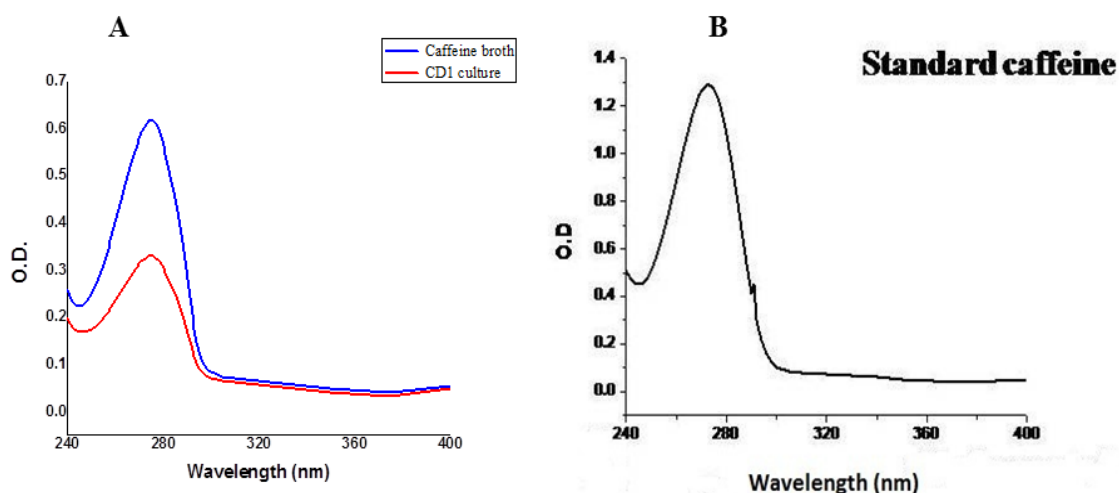 A
Caffeine broth
CD1 culture
0.7
0.6
0.5
0.4
0.3
0.2
0.1
0.0
O.D.
240
280
320
360
400
Wavelength (nm)
B
Standard caffeine
1.4
1.2
1.0
0.8
0.6
0.4
0.2
0.0
O.D
240
280
320
360
400
Wavelength (nm)